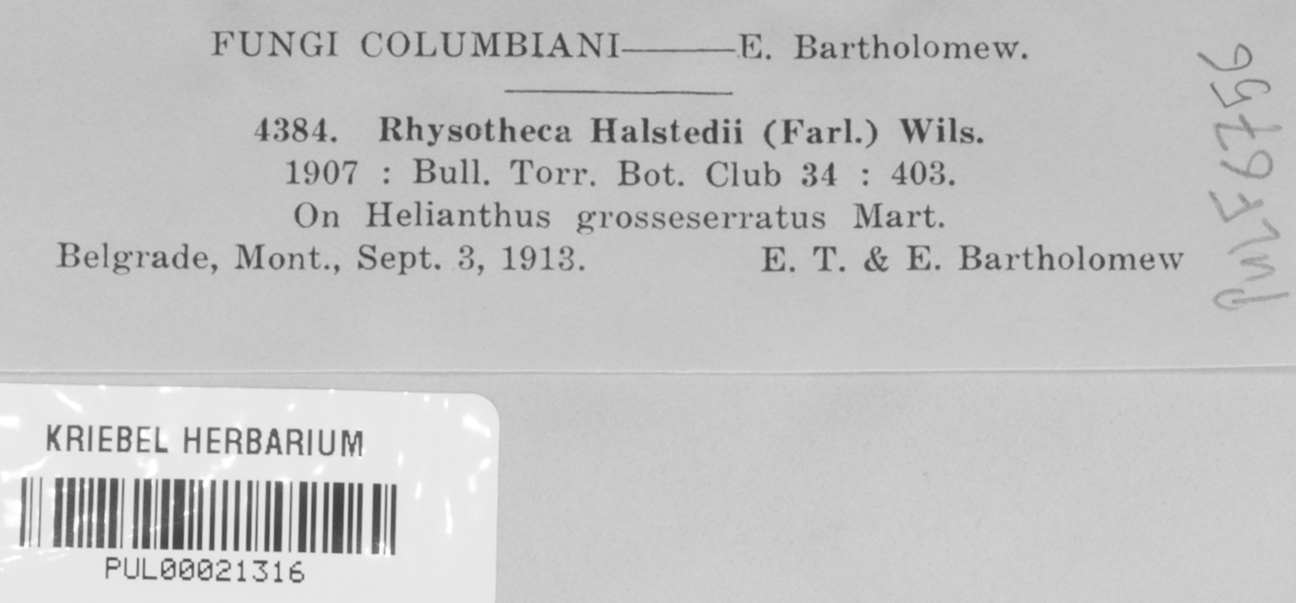 FUNGI COLUMBIANI———E. Bartholomew.
4384. Rhysotheca Halstedii (Farl.) Wils.
1907 : Bull. Torr. Bot. Club 34 : 403.
On Helianthus grosseserratus Mart.
Belgrade, Mont., Sept. 3, 1913. E. T. & E. Bartholomew
KRIEBEL HERBARIUM
PUL00021316